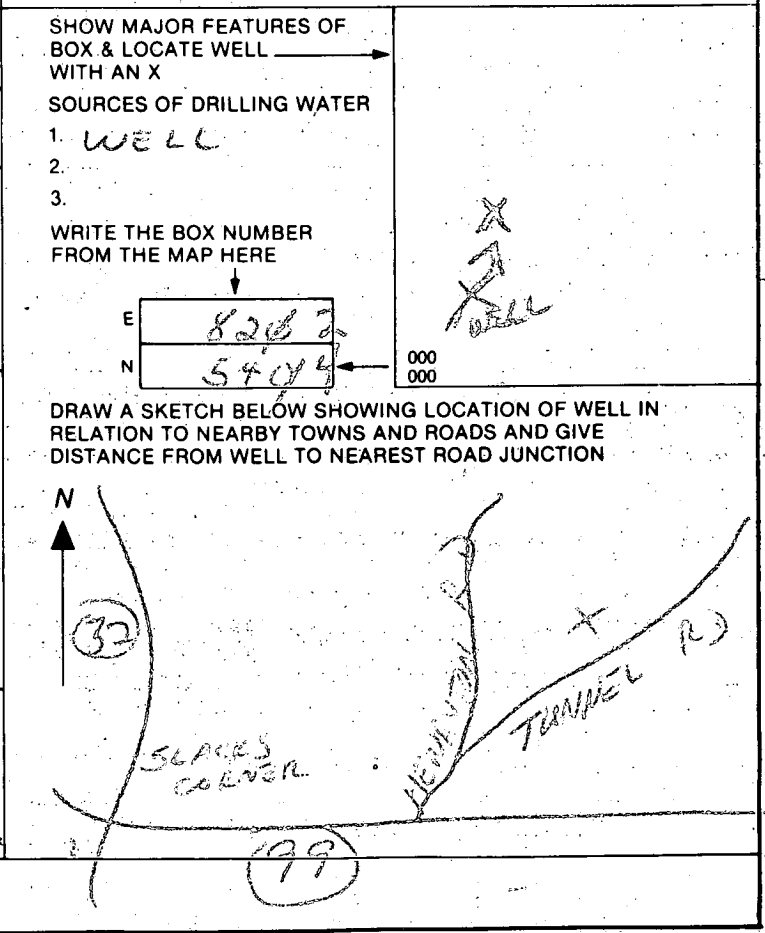 SHOW MAJOR FEATURES OF
BOX & LOCATE WELL
WITH AN X
SOURCES OF DRILLING WATER
1. WELL
2.
3.
WRITE THE BOX NUMBER
FROM THE MAP HERE
E
N
X
X
WELL
000
000
DRAW A SKETCH BELOW SHOWING LOCATION OF WELL IN
RELATION TO NEARBY TOWNS AND ROADS AND GIVE
DISTANCE FROM WELL TO NEAREST ROAD JUNCTION
N
32
SLACKS
CORNER
RD
X
TUNNEL RD
99